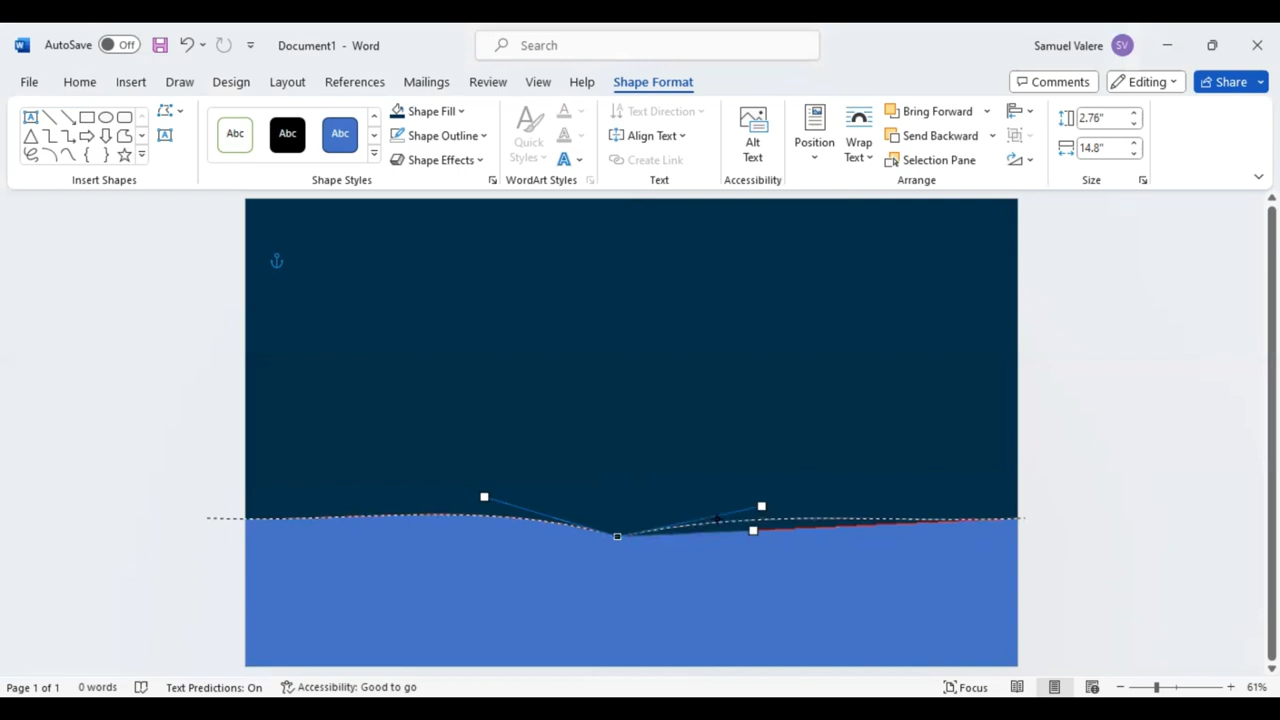 AutoSave Off Document1 - Word Search Samuel Valere SV
File Home Insert Draw Design Layout References Mailings Review View Help Shape Format Comments Editing Share
Abc Abc Abc
Shape Fill
Shape Outline
Shape Effects
Quick
Styles
Text Direction
Align Text
Create Link
Alt
Text
Position
Wrap
Text
Bring Forward
Send Backward
Selection Pane
2.76"
14.8"
Insert Shapes Shape Styles WordArt Styles Text Accessibility Arrange Size
Page 1 of 1 0 words Text Predictions: On Accessibility: Good to go Focus 61%